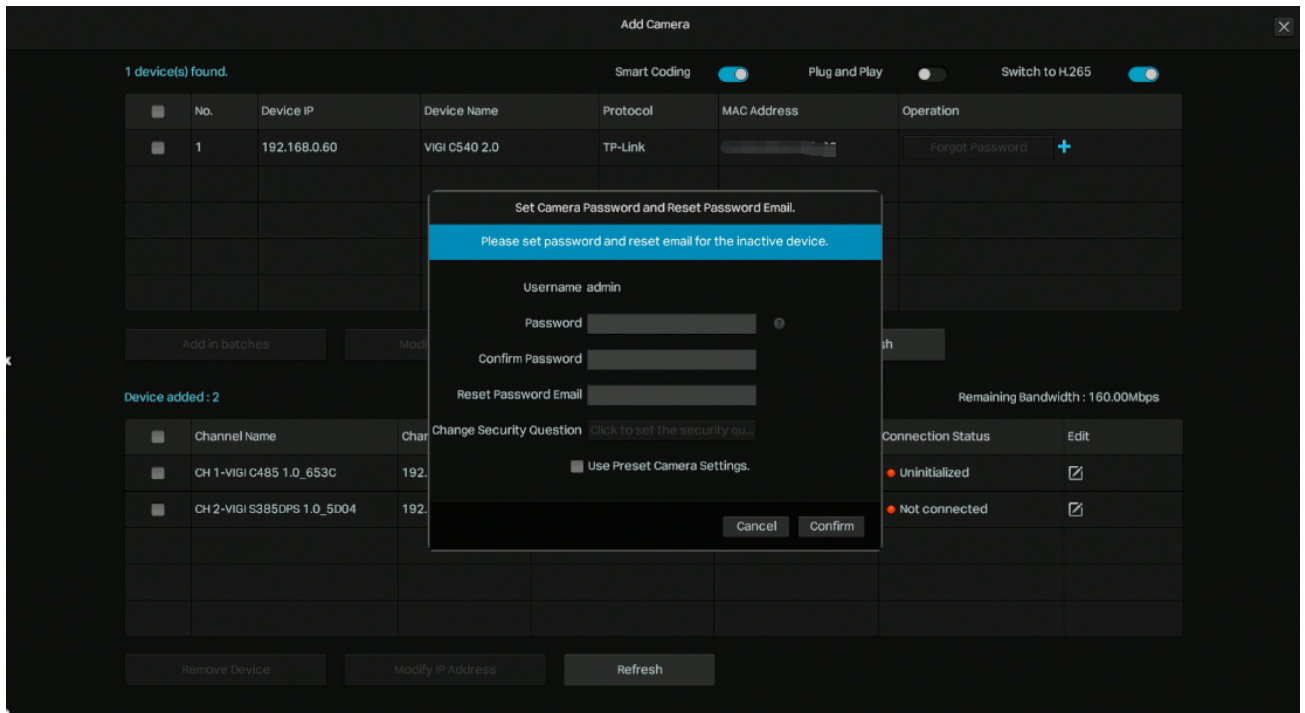 Add Camera
1 device(s) found. Smart Coding Plug and Play Switch to H.265
No. Device IP Device Name Protocol MAC Address Operation
1 192.168.0.60 VIGI C540 2.0 TP-Link Forgot Password
Set Camera Password and Reset Password Email.
Please set password and reset email for the inactive device.
Username admin
Password
Confirm Password
Reset Password Email
Change Security Question Click to set the security qu...
Use Preset Camera Settings.
Cancel Confirm
Add in batches
Device added : 2 Remaining Bandwidth : 160.00Mbps
Channel Name Connection Status Edit
CH 1-VIGI C485 1.0_653C 192. Uninitialized
CH 2-VIGI S385DPS 1.0_5D04 192. Not connected
Remove Device Modify IP Address Refresh